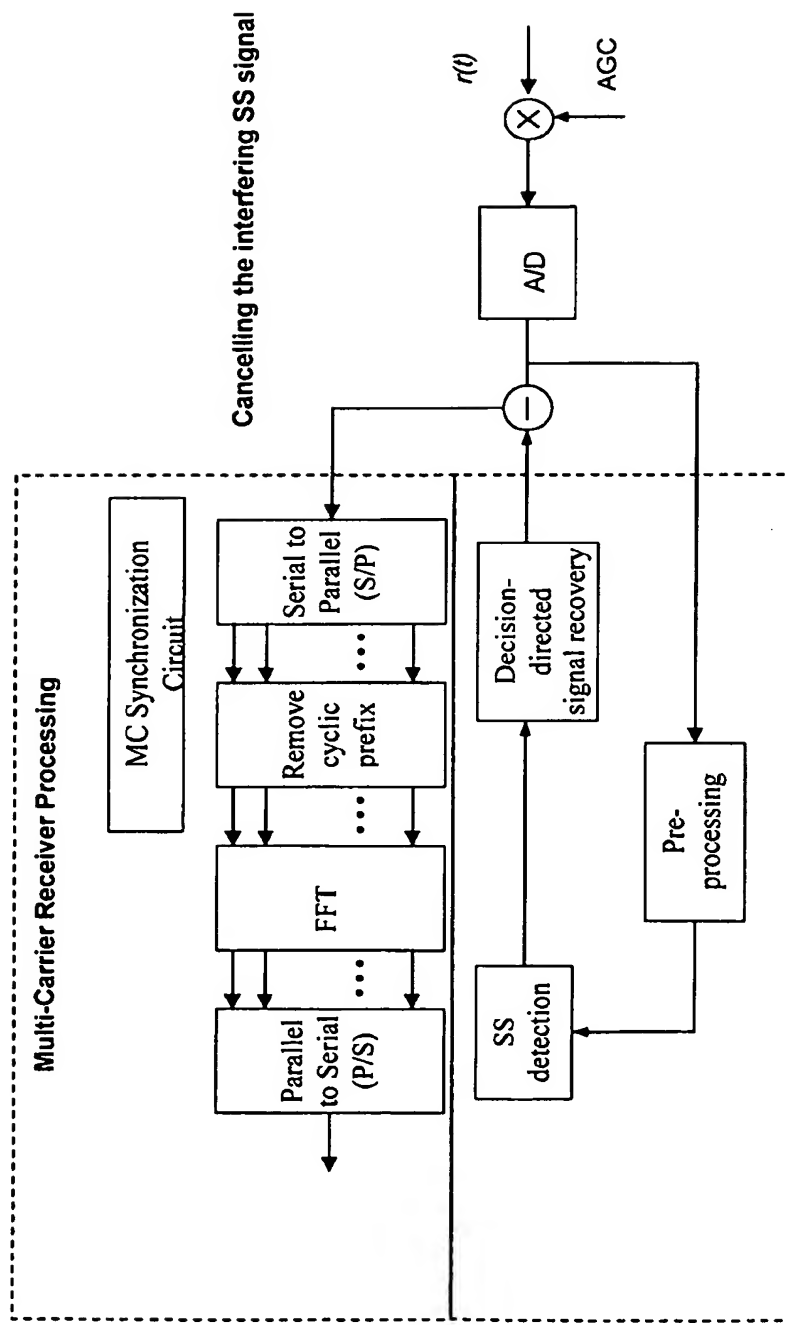 Multi-Carrier Receiver Processing
MC Synchronization
Circuit
Cancelling the interfering SS signal
Parallel
to Serial
(P/S)
FFT
Remove
cyclic
prefix
Serial to
Parallel
(S/P)
r(t)
A/D
AGC
SS
detection
Decision-
directed
signal recovery
Pre-
processing